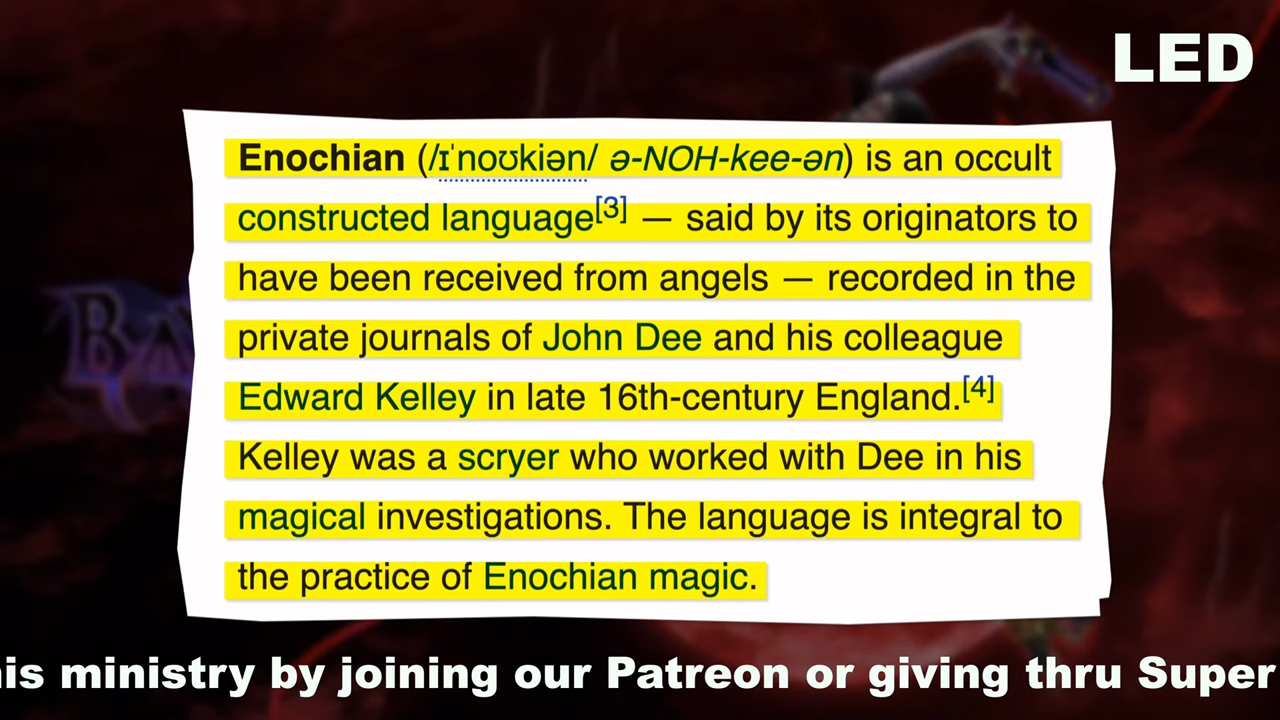 LED
Enochian (/ɪˈnoʊkiən/ ə-NOH-kee-ən) is an occult
constructed language[3] — said by its originators to
have been received from angels — recorded in the
private journals of John Dee and his colleague
Edward Kelley in late 16th-century England.[4]
Kelley was a scryer who worked with Dee in his
magical investigations. The language is integral to
the practice of Enochian magic.
ministry by joining our Patreon or giving thru Super